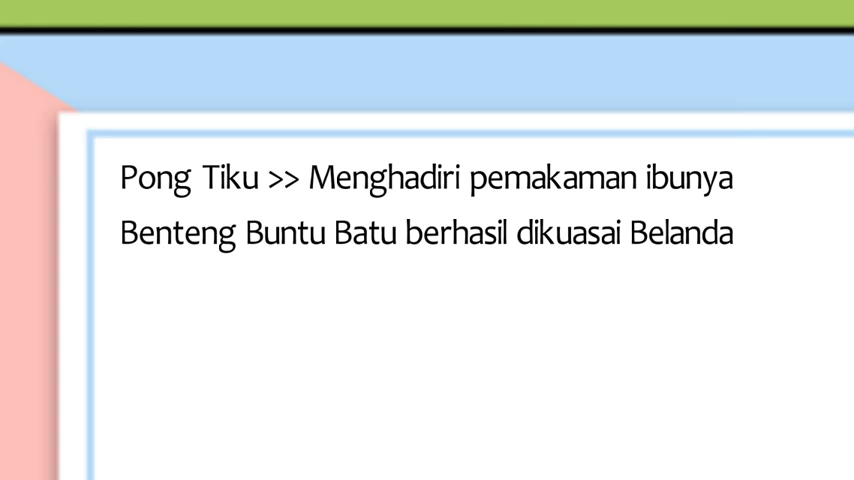 Pong Tiku >> Menghadiri pemakaman ibunya
Benteng Buntu Batu berhasil dikuasai Belanda